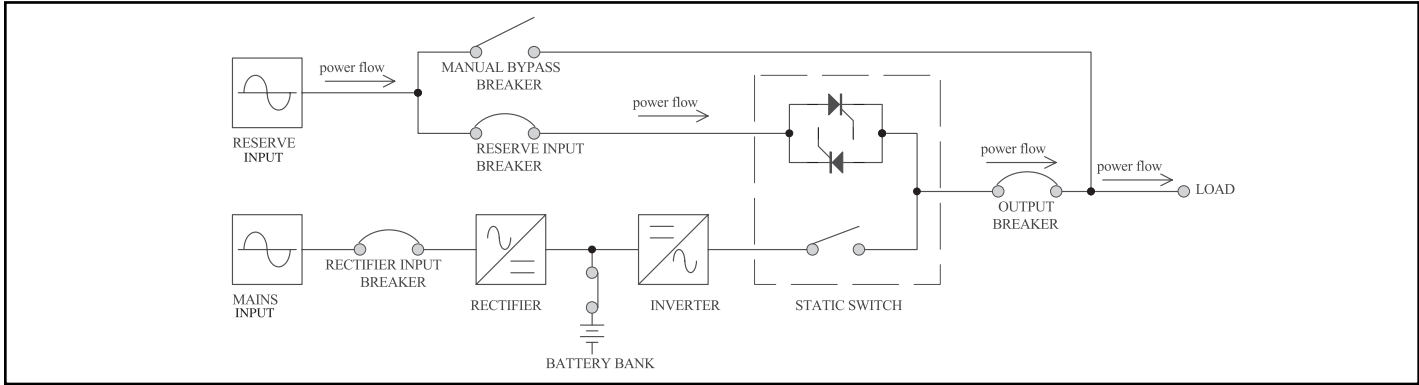 power flow
MANUAL BYPASS
BREAKER
RESERVE
INPUT
power flow
RESERVE INPUT
BREAKER
power flow
power flow
LOAD
OUTPUT
BREAKER
RECTIFIER INPUT
BREAKER
MAINS
INPUT
RECTIFIER
INVERTER
STATIC SWITCH
BATTERY BANK